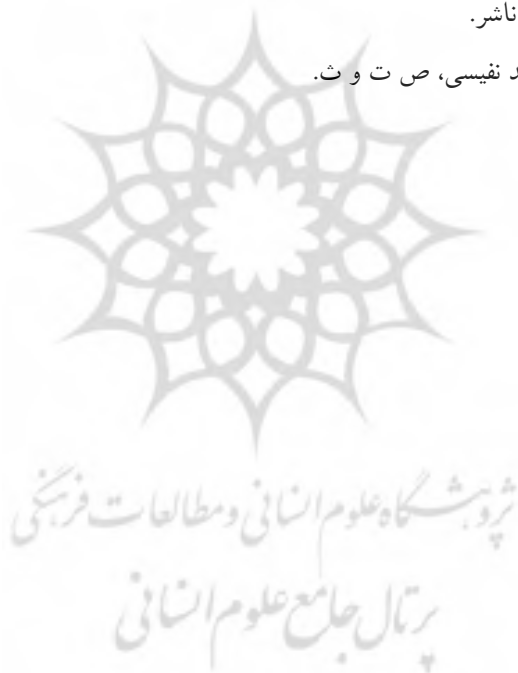 ناشر.
د نفیسی، ص ت و ث.
پژوهشگاه علوم انسانی و مطالعات فرهنگی
پرتال جامع علوم انسانی